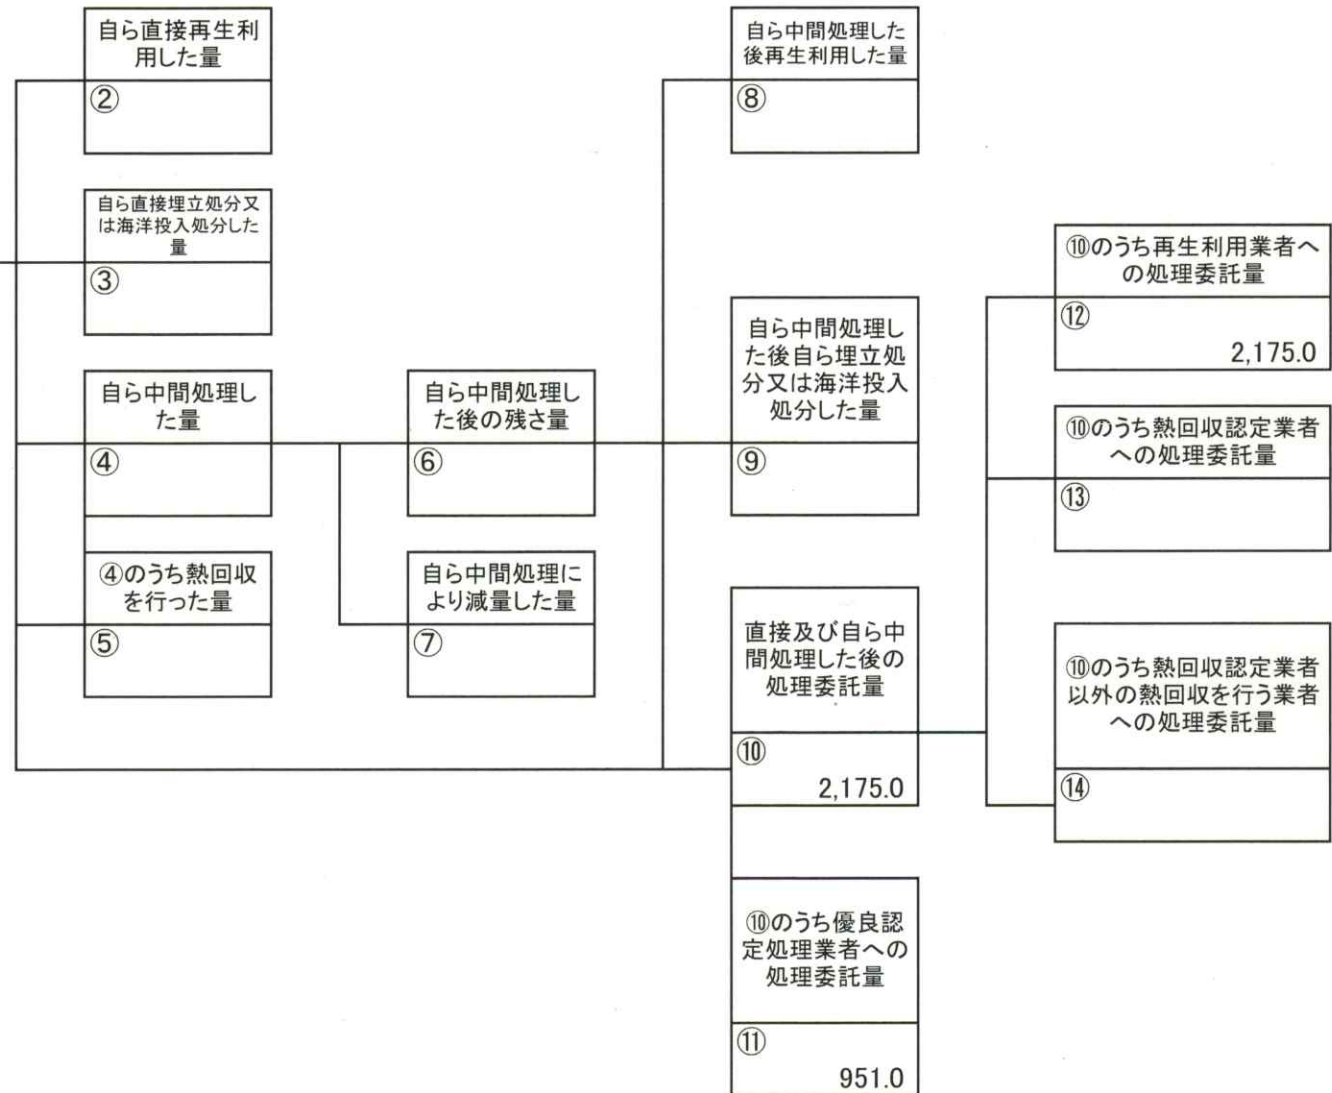 自ら直接再生利
用した量
②
自ら直接埋立処分又
は海洋投入処分した
量
③
自ら中間処理し
た量
④
④のうち熱回収
を行った量
⑤
自ら中間処理し
た後の残さ量
⑥
自ら中間処理に
より減量した量
⑦
自ら中間処理した
後再生利用した量
⑧
自ら中間処理し
た後自ら埋立処
分又は海洋投入
処分した量
⑨
直接及び自ら中
間処理した後の
処理委託量
⑩
2,175.0
⑩のうち優良認
定処理業者への
処理委託量
⑪
951.0
⑩のうち再生利用業者へ
の処理委託量
⑫
2,175.0
⑩のうち熱回収認定業者
への処理委託量
⑬
⑩のうち熱回収認定業者
以外の熱回収を行う業者
への処理委託量
⑭